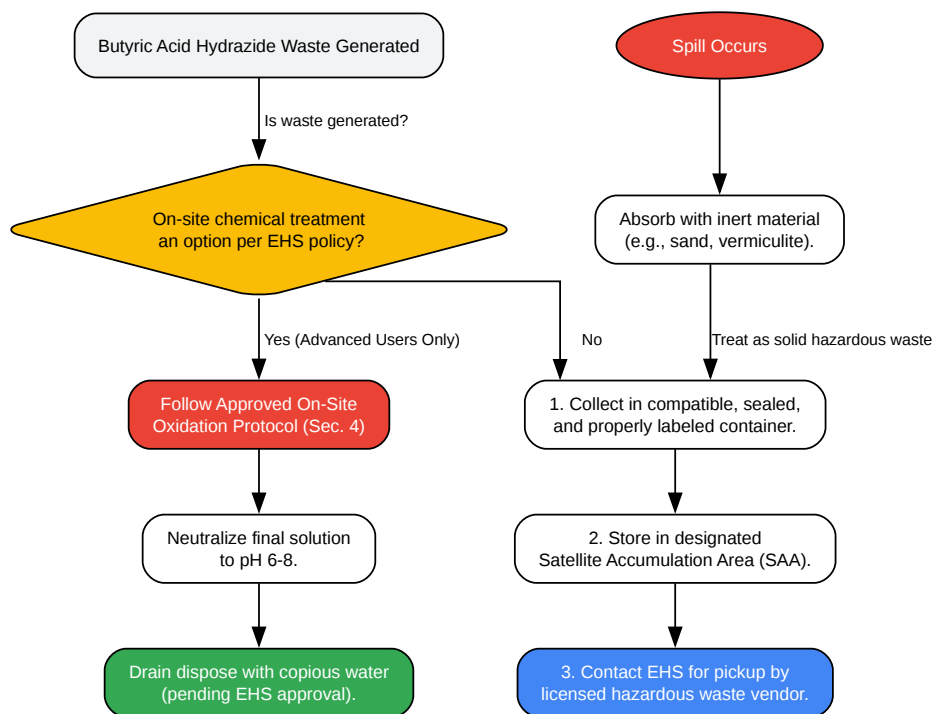 Butyric Acid Hydrazide Waste Generated
Spill Occurs
Is waste generated?
On-site chemical treatment
an option per EHS policy?
Absorb with inert material
(e.g., sand, vermiculite).
Yes (Advanced Users Only)
No
Treat as solid hazardous waste
Follow Approved On-Site
Oxidation Protocol (Sec. 4)
1. Collect in compatible, sealed,
and properly labeled container.
Neutralize final solution
to pH 6-8.
2. Store in designated
Satellite Accumulation Area (SAA).
Drain dispose with copious water
(pending EHS approval).
3. Contact EHS for pickup by
licensed hazardous waste vendor.